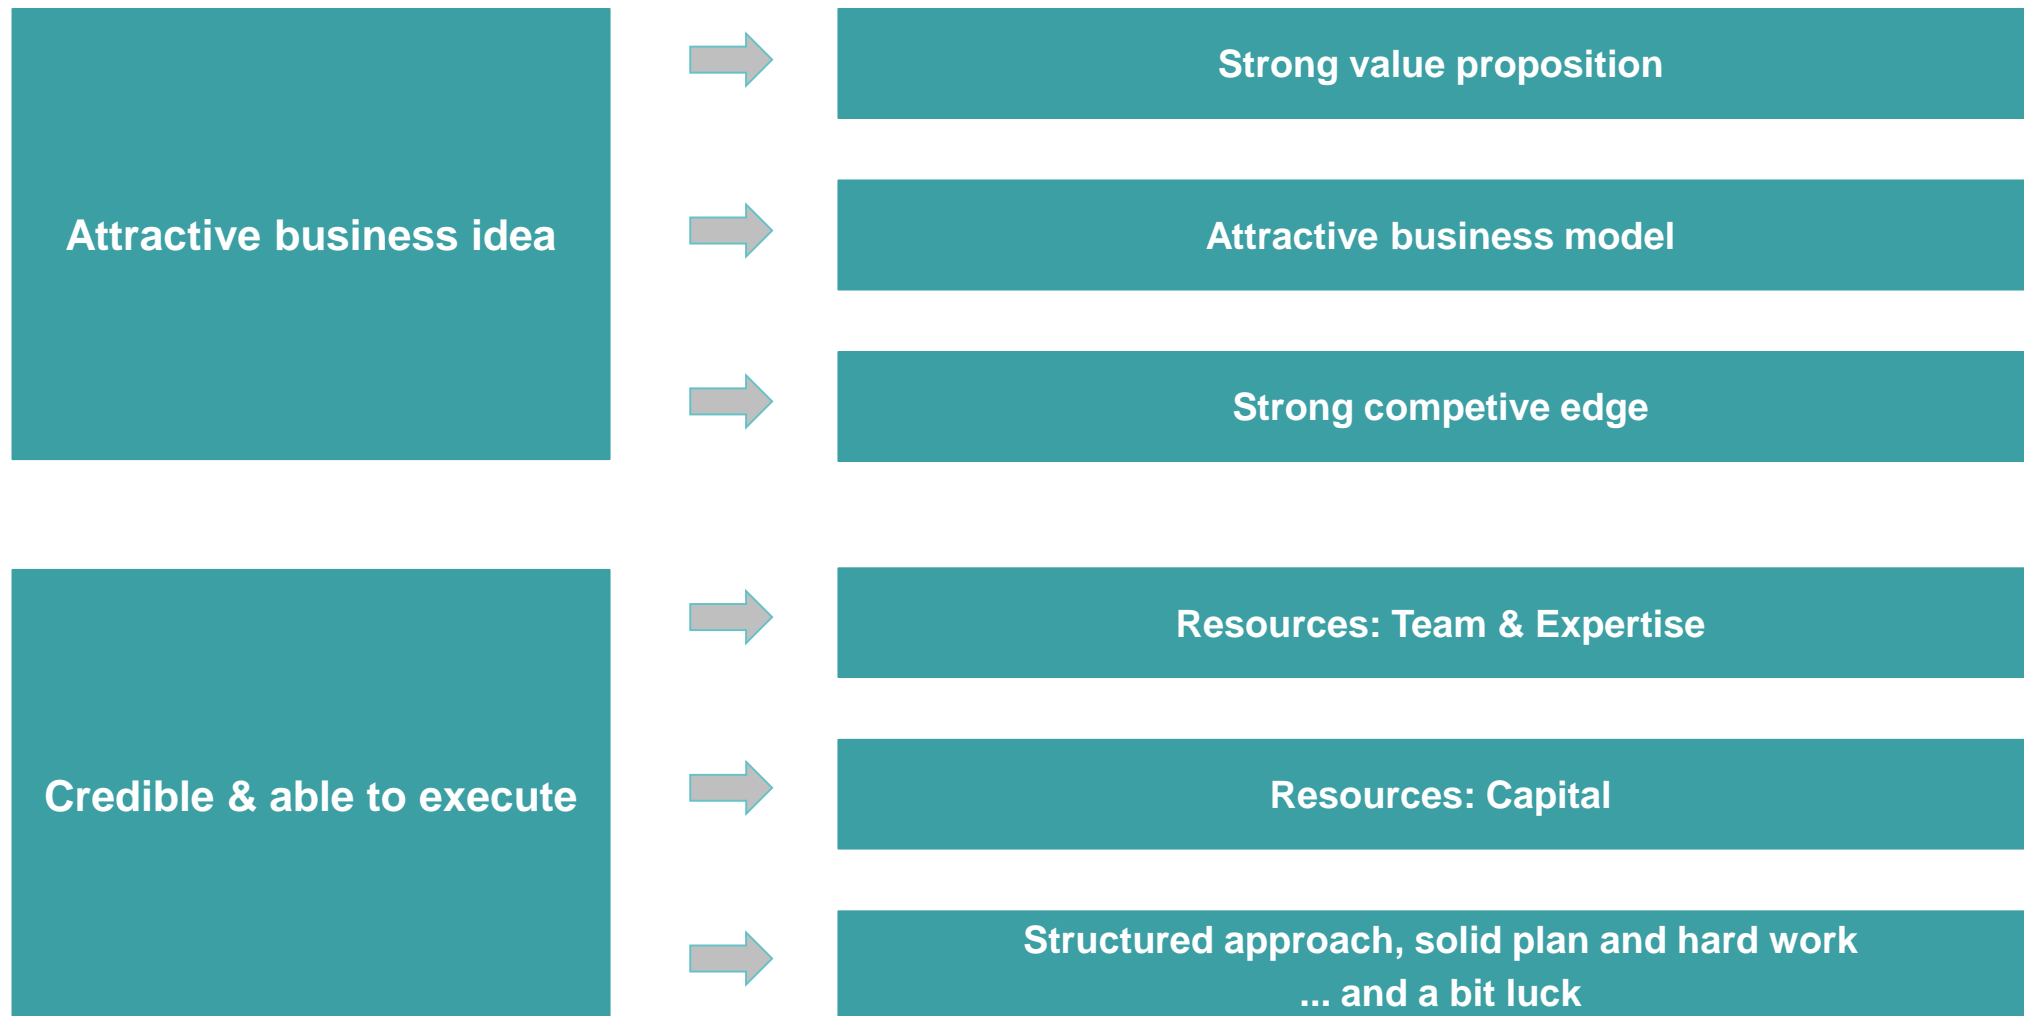 Attractive business idea
Strong value proposition
Attractive business model
Strong competive edge
Credible & able to execute
Resources: Team & Expertise
Resources: Capital
Structured approach, solid plan and hard work
... and a bit luck